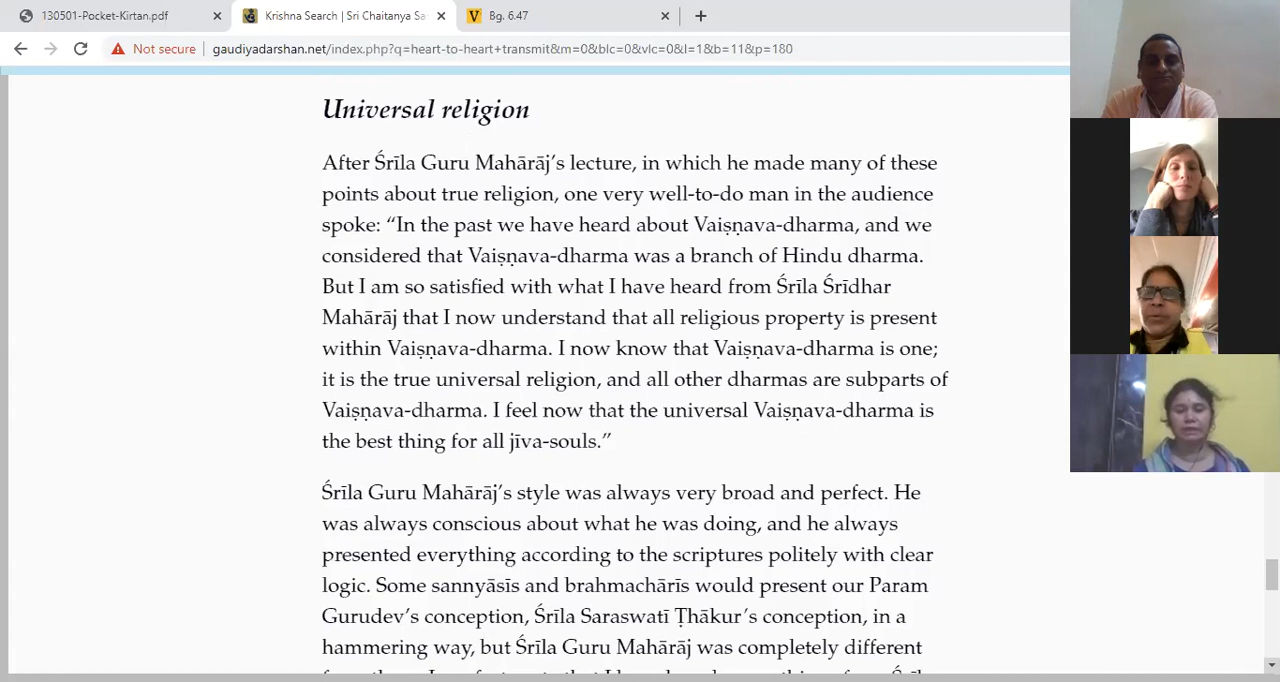 130501-Pocket-Kirtan.pdf
Krishna Search | Sri Chaitanya Sa
Bg. 6.47
Not secure
gaudiyadarshan.net/index.php?q=heart-to-heart+transmit&m=0&blc=0&vlc=0&l=1&b=11&p=180
Universal religion
After Śrīla Guru Mahārāj’s lecture, in which he made many of these
points about true religion, one very well-to-do man in the audience
spoke: “In the past we have heard about Vaiṣṇava-dharma, and we
considered that Vaiṣṇava-dharma was a branch of Hindu dharma.
But I am so satisfied with what I have heard from Śrīla Śrīdhar
Mahārāj that I now understand that all religious property is present
within Vaiṣṇava-dharma. I now know that Vaiṣṇava-dharma is one;
it is the true universal religion, and all other dharmas are subparts of
Vaiṣṇava-dharma. I feel now that the universal Vaiṣṇava-dharma is
the best thing for all jīva-souls.”
Śrīla Guru Mahārāj’s style was always very broad and perfect. He
was always conscious about what he was doing, and he always
presented everything according to the scriptures politely with clear
logic. Some sannyāsīs and brahmachārīs would present our Param
Gurudev’s conception, Śrīla Saraswatī Ṭhākur’s conception, in a
hammering way, but Śrīla Guru Mahārāj was completely different